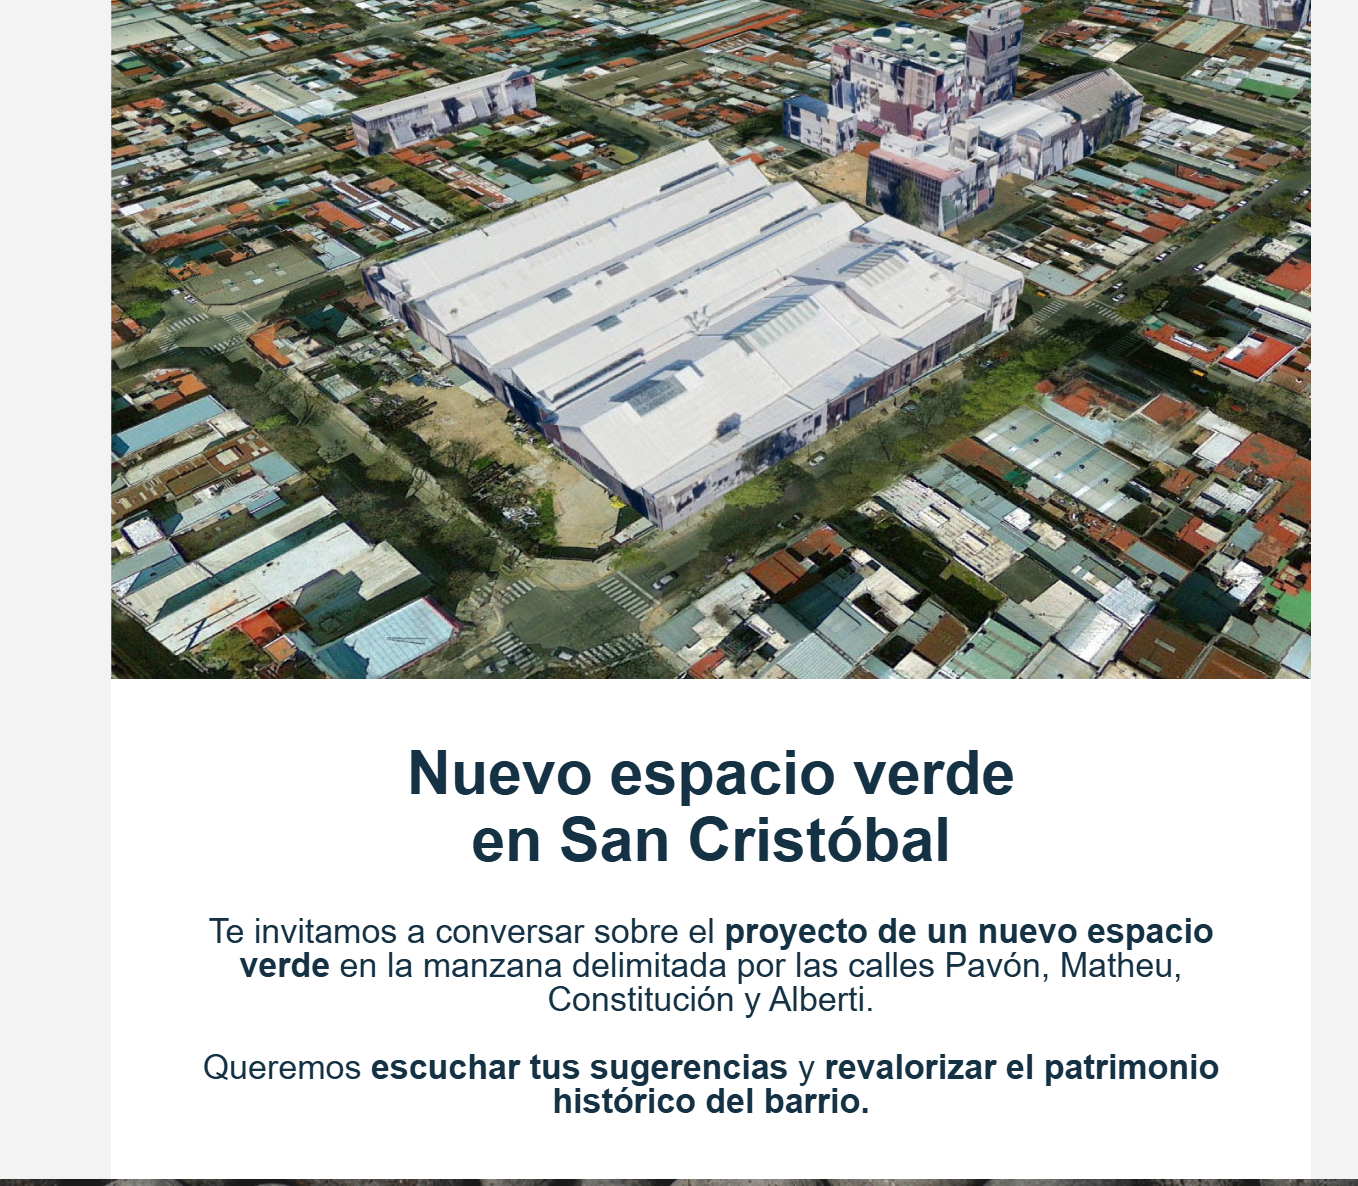 Nuevo espacio verde
en San Cristóbal
Te invitamos a conversar sobre el proyecto de un nuevo espacio
verde en la manzana delimitada por las calles Pavón, Matheu,
Constitución y Alberti.
Queremos escuchar tus sugerencias y revalorizar el patrimonio
histórico del barrio.